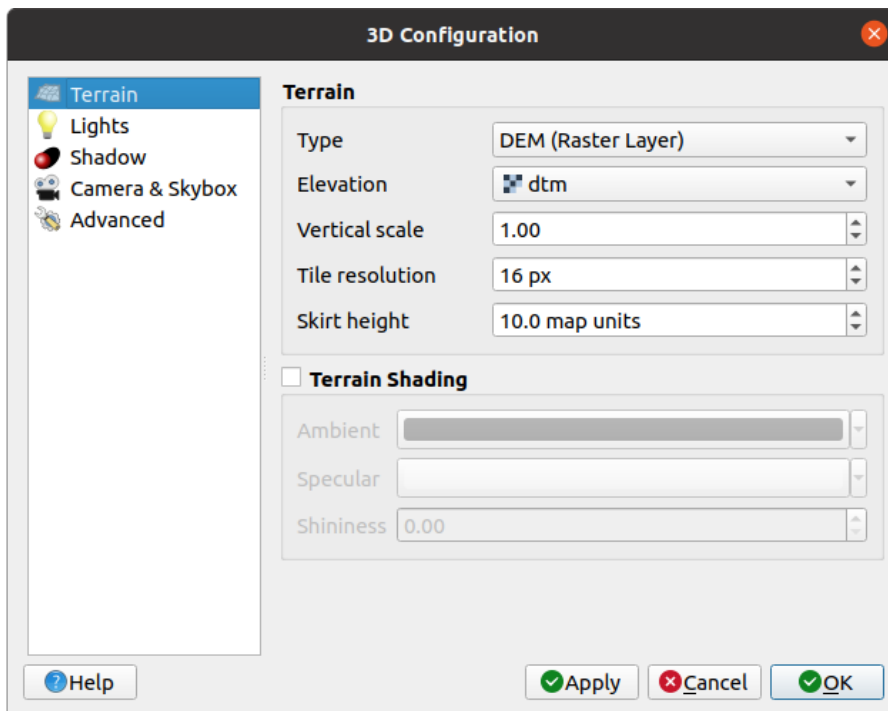 3D Configuration
Terrain
Lights
Shadow
Camera & Skybox
Advanced
Terrain
Type DEM (Raster Layer)
Elevation dtm
Vertical scale 1.00
Tile resolution 16 px
Skirt height 10.0 map units
Terrain Shading
Ambient
Specular
Shininess 0.00
Help Apply Cancel OK